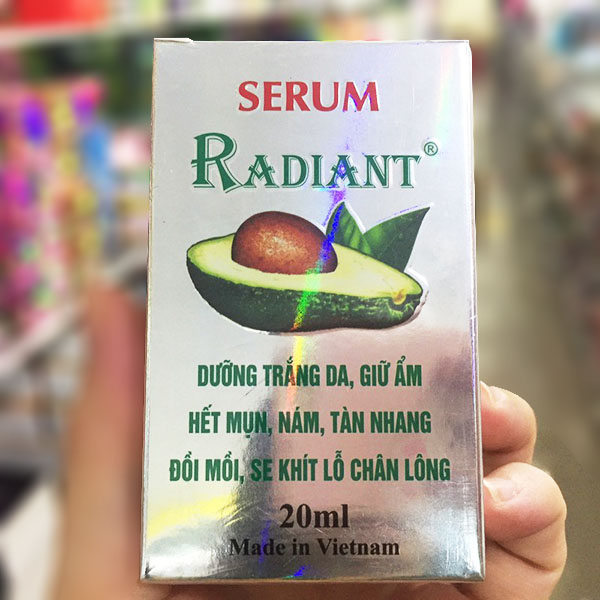 SERUM
RADIANT®
DƯỠNG TRẮNG DA, GIỮ ẨM
HẾT MỤN, NÁM, TÀN NHANG
ĐỒI MỒI, SE KHÍT LỖ CHÂN LÔNG
20ml
Made in Vietnam